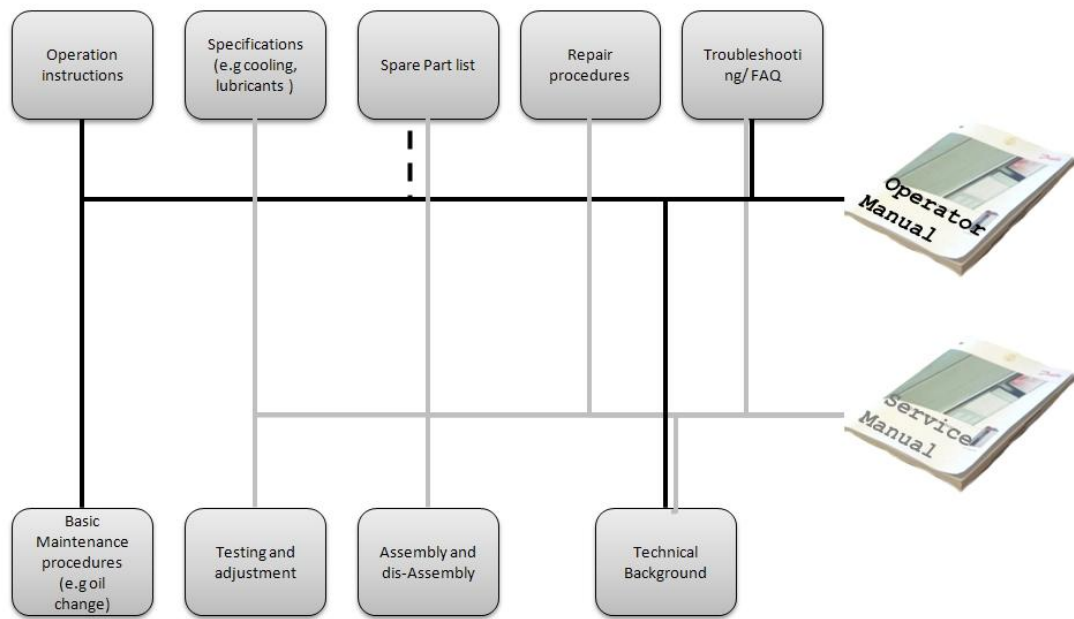 Operation
instructions
Specifications
(e.g cooling,
lubricants )
Spare Part list
Repair
procedures
Troubleshooti
ng/ FAQ
Operator
Manual
Service
Manual
Basic
Maintenance
procedures
(e.g oil
change)
Testing and
adjustment
Assembly and
dis-Assembly
Technical
Background